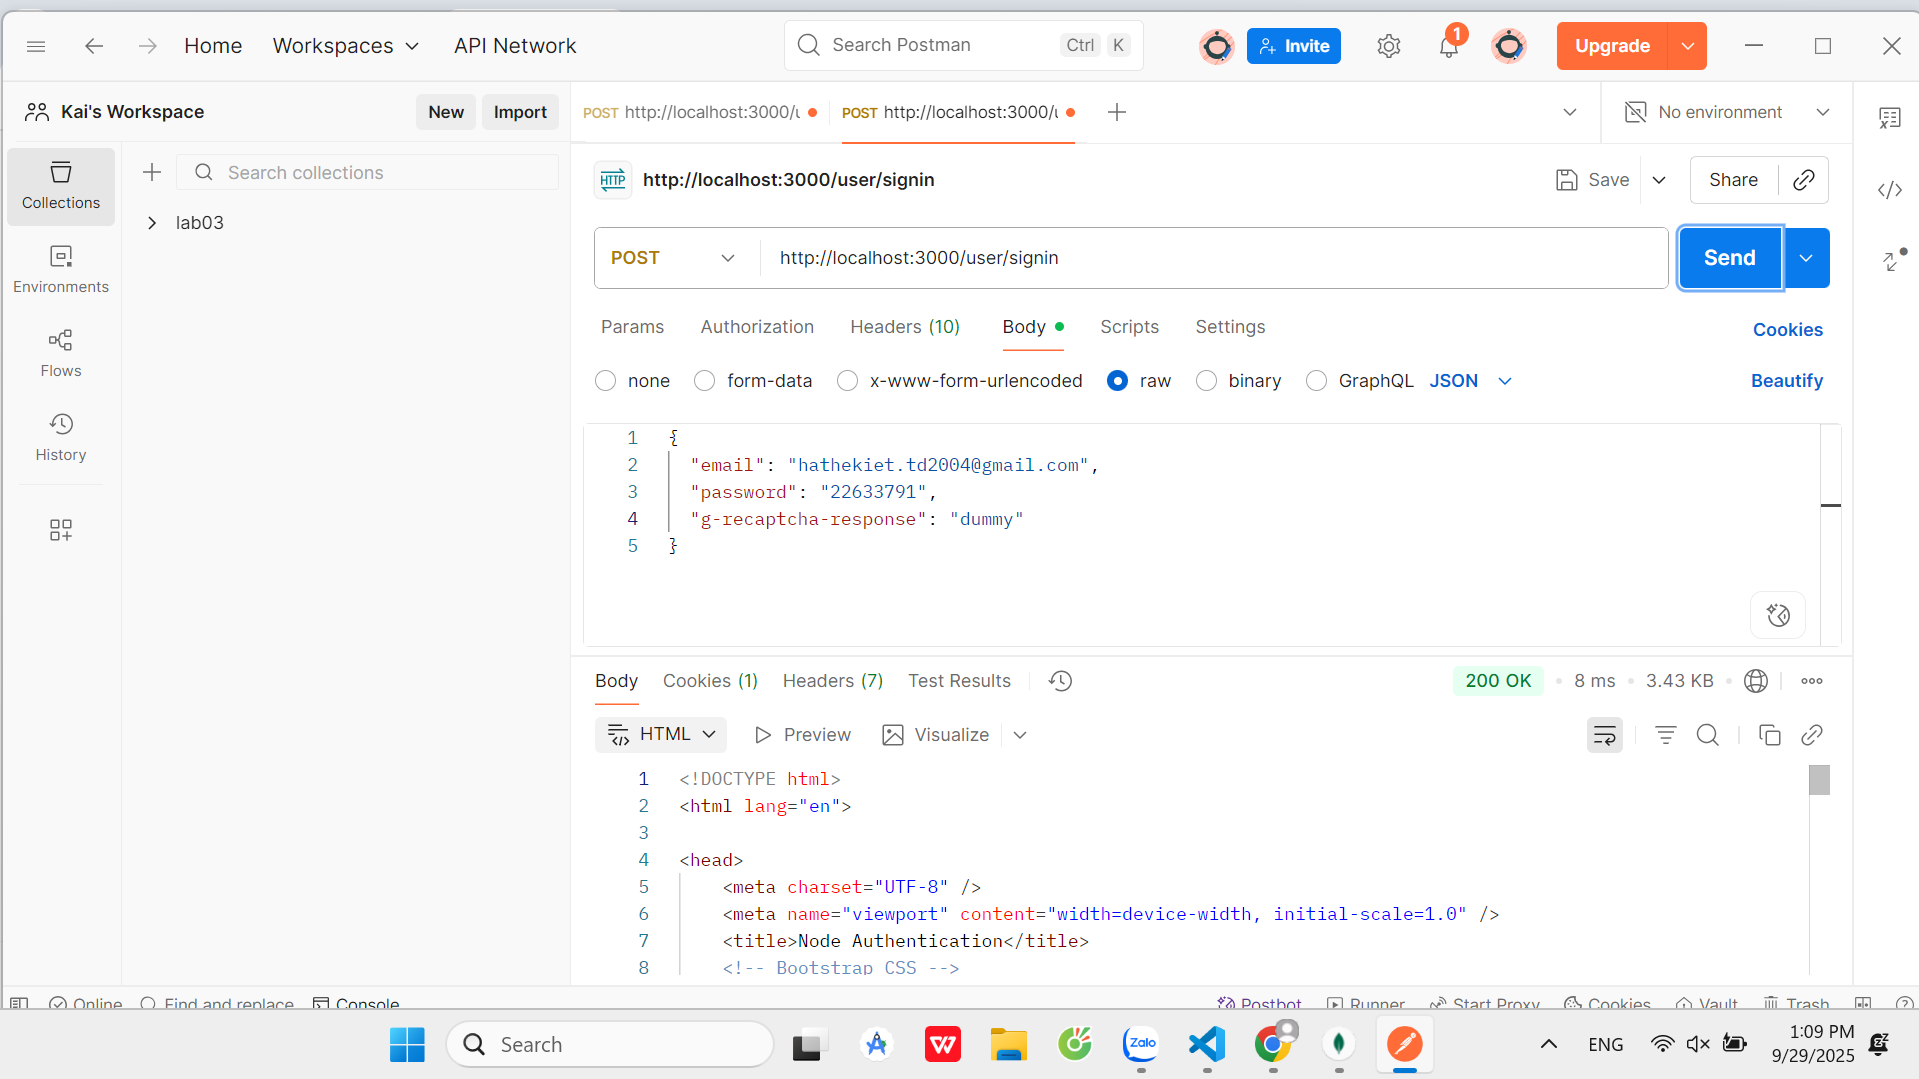 Home Workspaces API Network Search Postman Ctrl K Invite 1 Upgrade
Kai's Workspace New Import POST http://localhost:3000/u POST http://localhost:3000/u No environment
Collections Search collections HTTP http://localhost:3000/user/signin Save Share
lab03
POST http://localhost:3000/user/signin Send
Environments
Params Authorization Headers (10) Body Scripts Settings Cookies
Flows
none form-data x-www-form-urlencoded raw binary GraphQL JSON Beautify
History
1 {
2 "email": "hathekiet.td2004@gmail.com",
3 "password": "22633791",
4 "g-recaptcha-response": "dummy"
5 }
Body Cookies (1) Headers (7) Test Results 200 OK 8 ms 3.43 KB
HTML Preview Visualize
1 <!DOCTYPE html>
2 <html lang="en">
3
4 <head>
5 <meta charset="UTF-8" />
6 <meta name="viewport" content="width=device-width, initial-scale=1.0" />
7 <title>Node Authentication</title>
8 <!-- Bootstrap CSS -->
Online Find and replace Console Postbot Runner Start Proxy Cookies Vault Trash
Search Zalo ENG 1:09 PM
9/29/2025